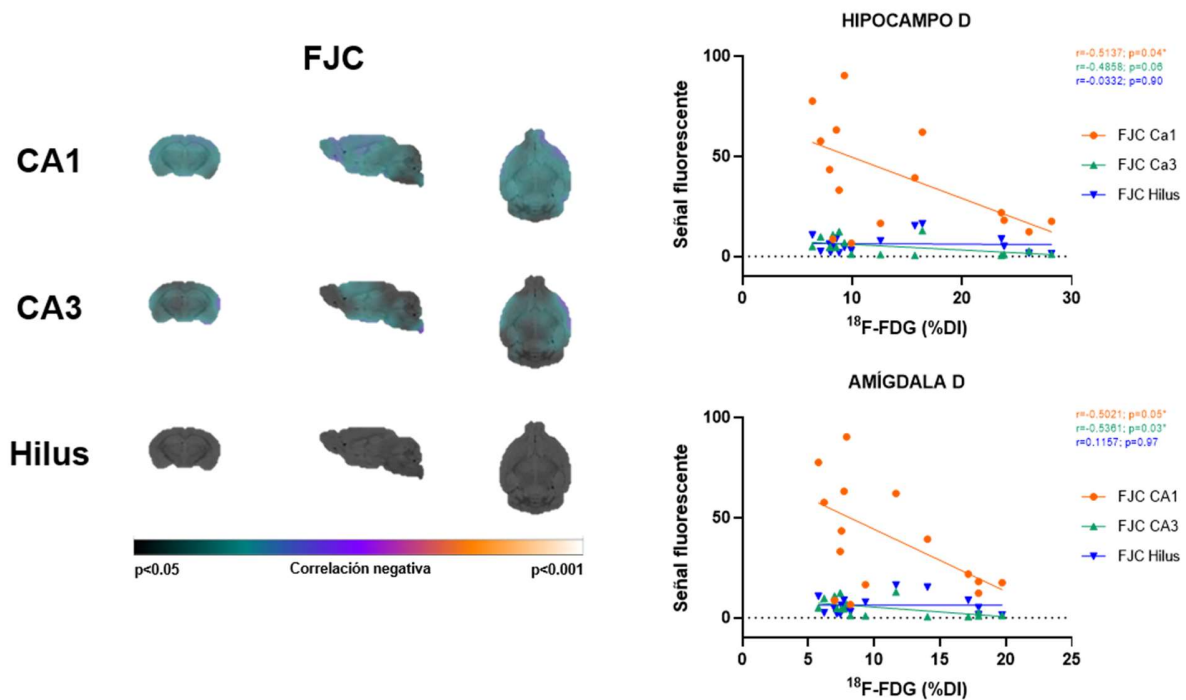 FJC
CA1
CA3
Hilus
p<0.05
Correlación negativa
p<0.001
HIPOCAMPO D
r=-0.5137; p=0.04*
r=-0.4858; p=0.06
r=-0.0332; p=0.90
Señal fluorescente
100
50
0
0
10
20
30
18F-FDG (%DI)
FJC Ca1
FJC Ca3
FJC Hilus
AMÍGDALA D
r=-0.5021; p=0.05*
r=-0.5361; p=0.03*
r=0.1157; p=0.97
Señal fluorescente
100
50
0
0
5
10
15
20
25
18F-FDG (%DI)
FJC CA1
FJC CA3
FJC Hilus